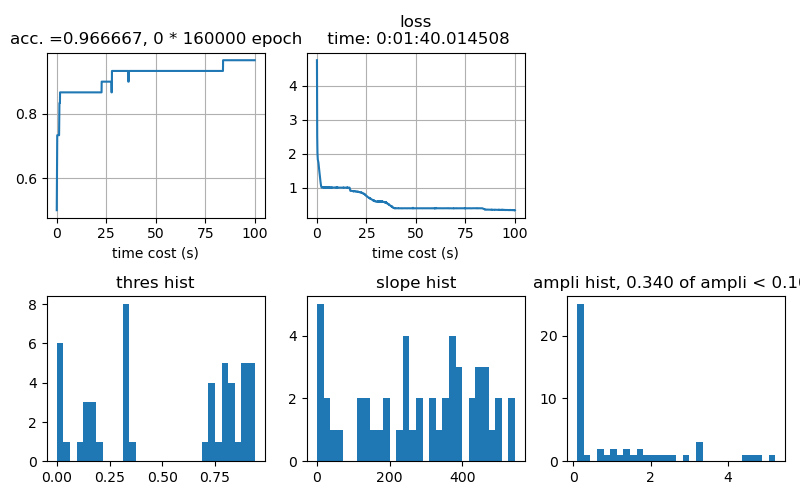 acc. =0.966667, 0 * 160000 epoch
loss
time: 0:01:40.014508
0.8
0.6
0 25 50 75 100
time cost (s)
4
3
2
1
0 25 50 75 100
time cost (s)
thres hist
8
6
4
2
0
0.00 0.25 0.50 0.75
slope hist
4
2
0
0 200 400
ampli hist, 0.340 of ampli < 0.10
20
10
0
0 2 4